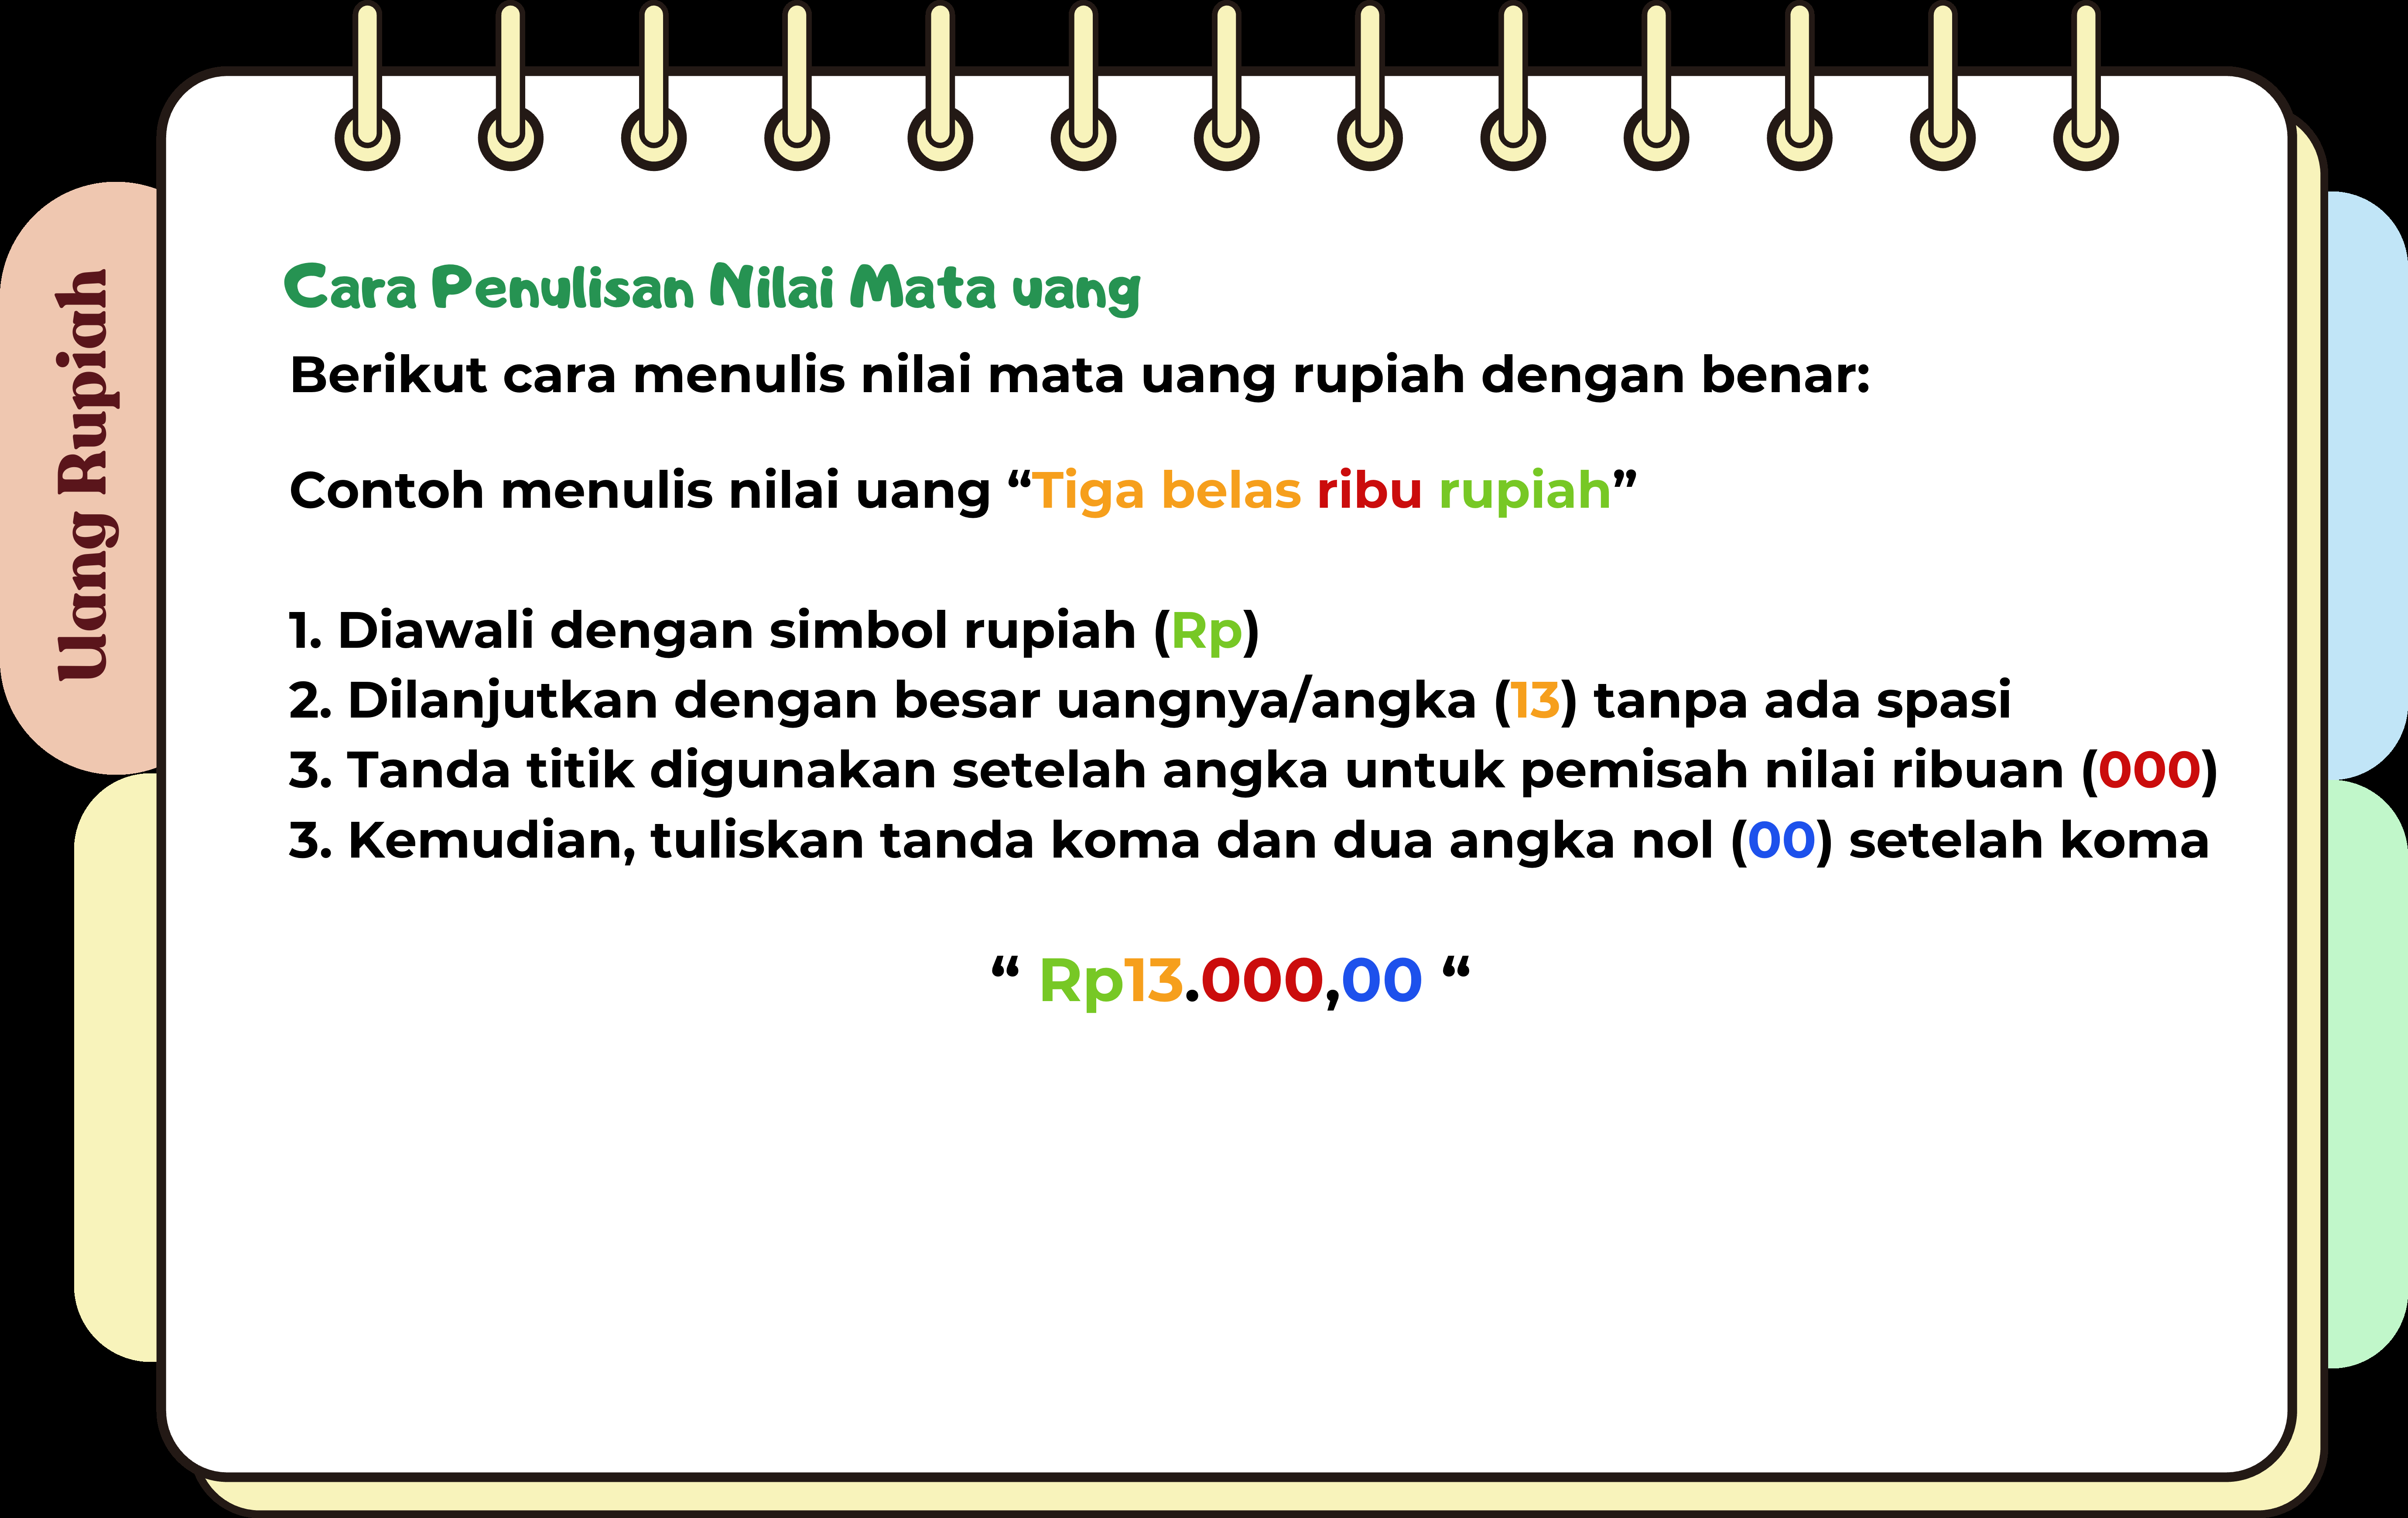 Uang Rupiah
Cara Penulisan Nilai Mata uang
Berikut cara menulis nilai mata uang rupiah dengan benar:
Contoh menulis nilai uang “Tiga belas ribu rupiah”
1. Diawali dengan simbol rupiah (Rp)
2. Dilanjutkan dengan besar uangnya/angka (13) tanpa ada spasi
3. Tanda titik digunakan setelah angka untuk pemisah nilai ribuan (000)
3. Kemudian, tuliskan tanda koma dan dua angka nol (00) setelah koma
“ Rp13.000,00 “